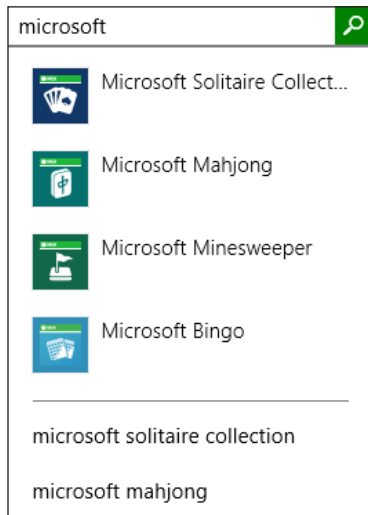 microsoft
Microsoft Solitaire Collect...
Microsoft Mahjong
Microsoft Minesweeper
Microsoft Bingo
microsoft solitaire collection
microsoft mahjong